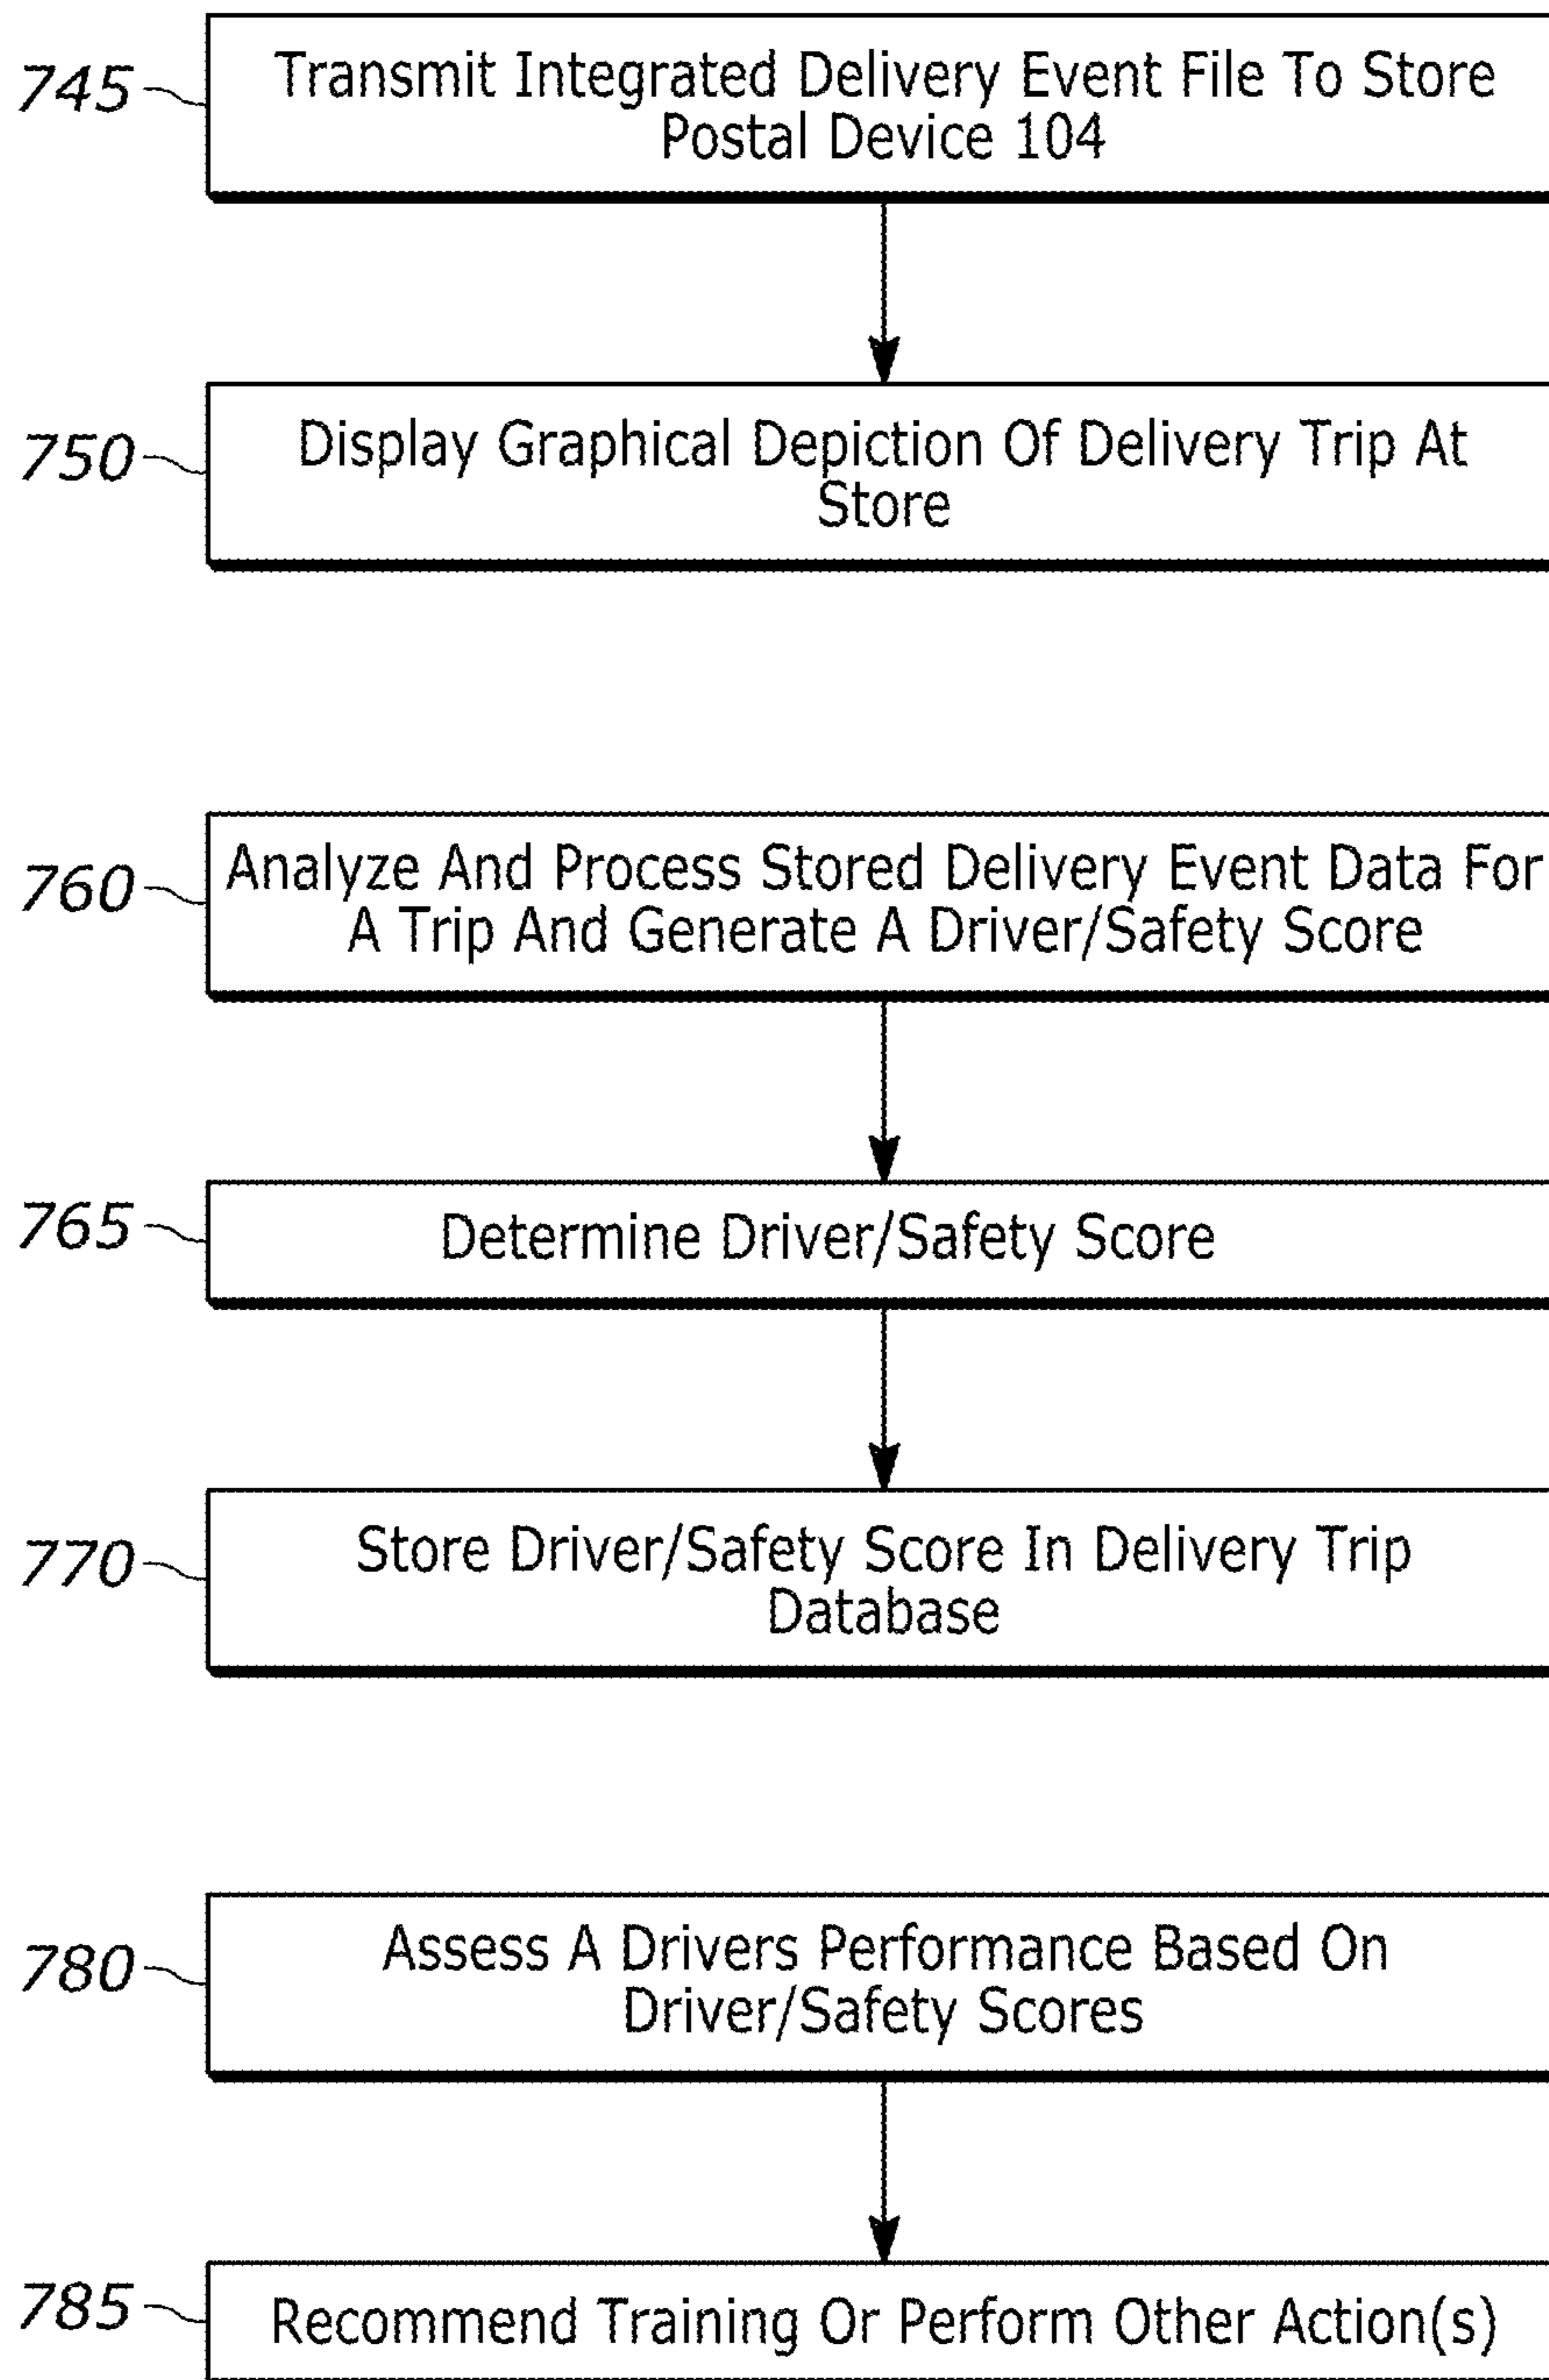 745
Transmit Integrated Delivery Event File To Store
Postal Device 104
750
Display Graphical Depiction Of Delivery Trip At
Store
760
Analyze And Process Stored Delivery Event Data For
A Trip And Generate A Driver/Safety Score
765
Determine Driver/Safety Score
770
Store Driver/Safety Score In Delivery Trip
Database
780
Assess A Drivers Performance Based On
Driver/Safety Scores
785
Recommend Training Or Perform Other Action(s)